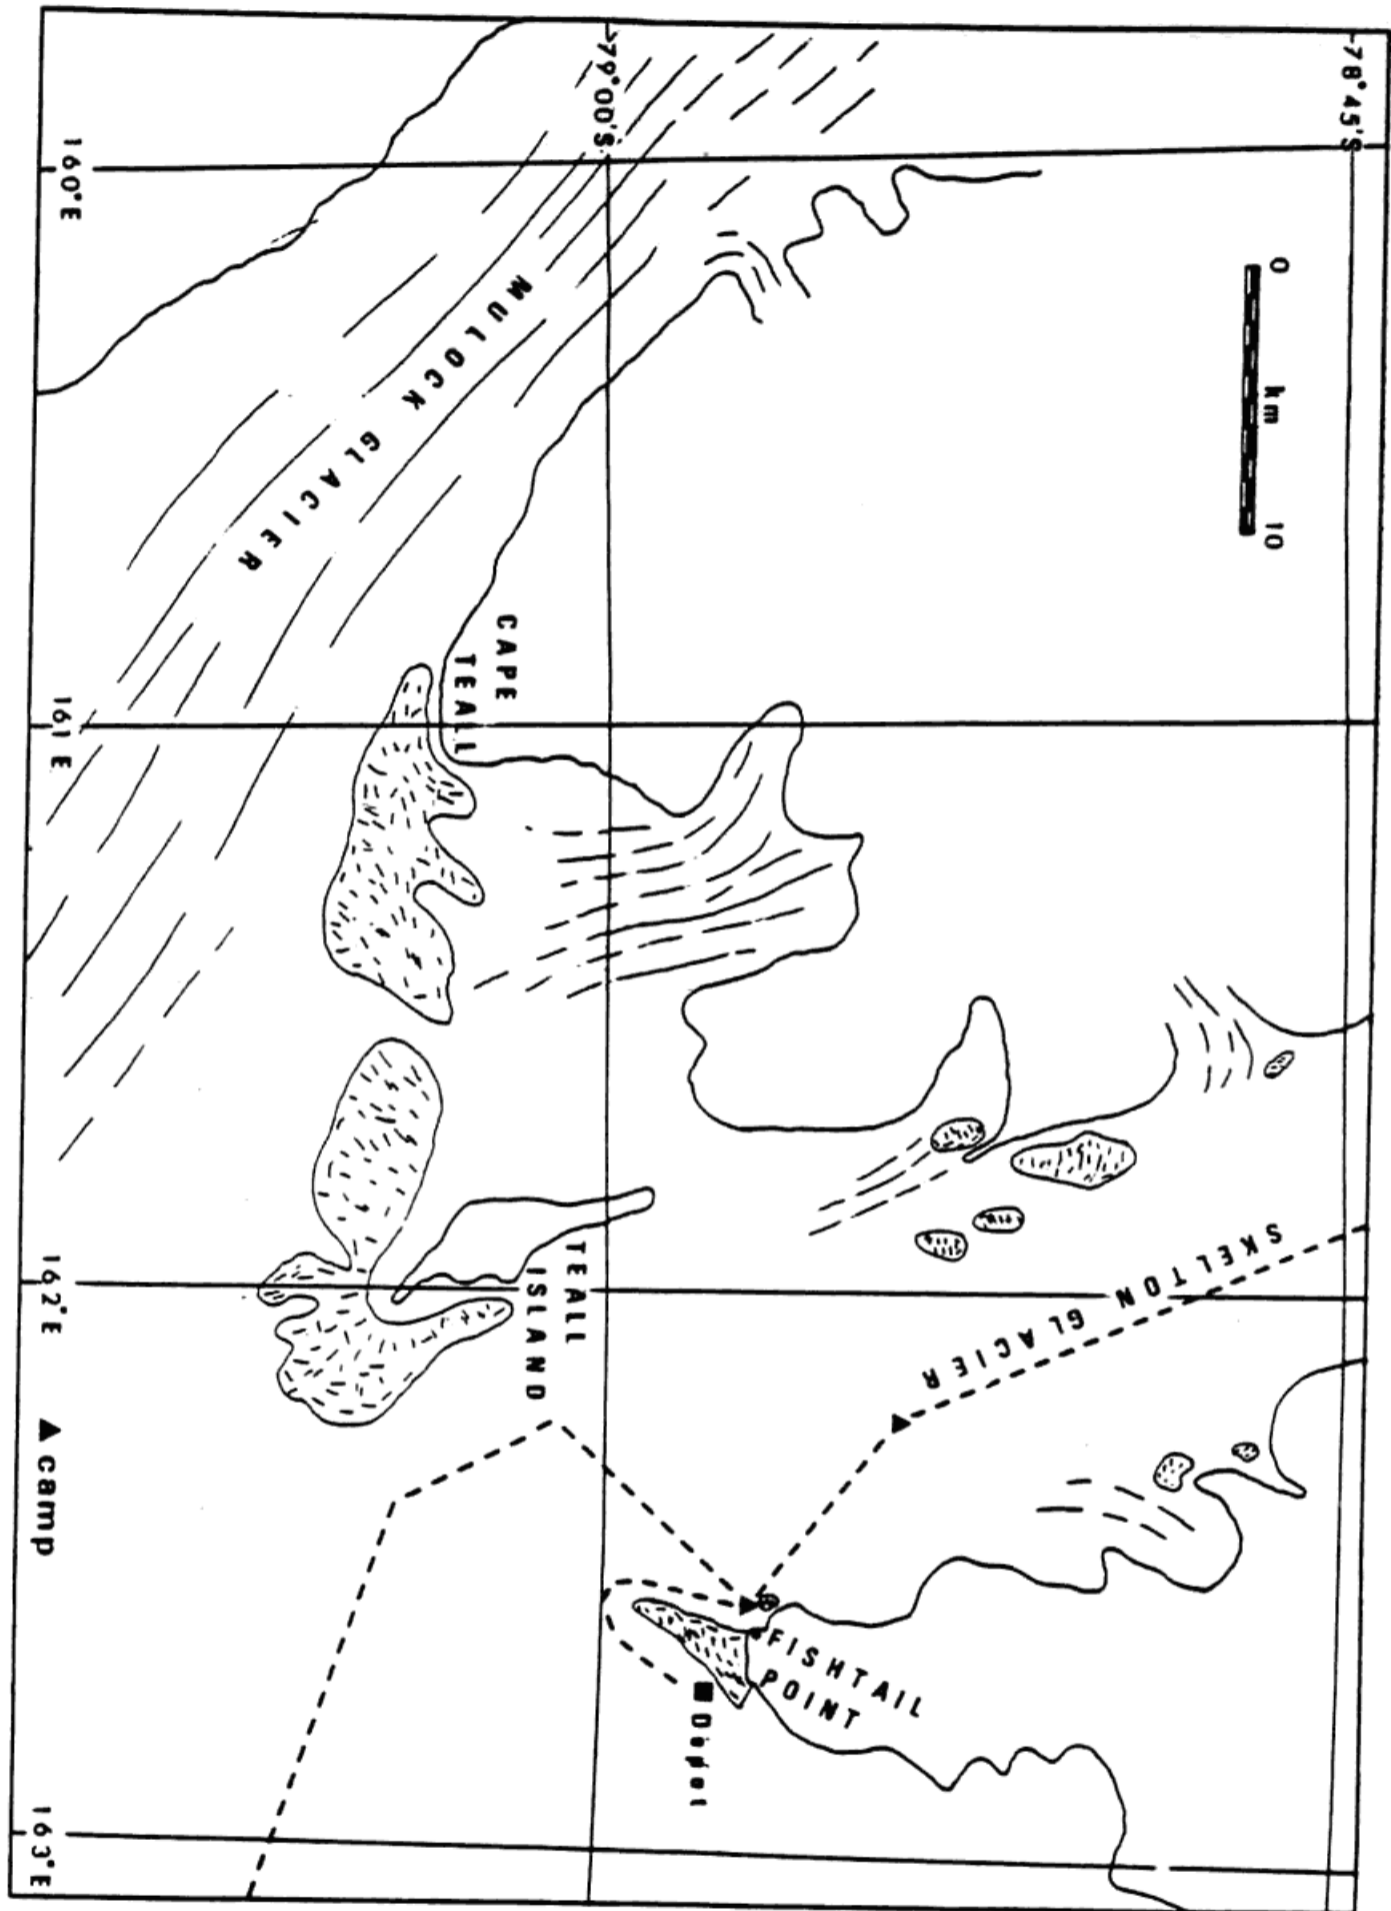 78°45'S
79°00'S
0 km 10
MULOCK GLACIER
CAPE
TEALL
SKELTON GLACIER
TEALL
ISLAND
FISHTAIL
POINT
Depot
160°E
161 E
162°E
▲ camp
163°E